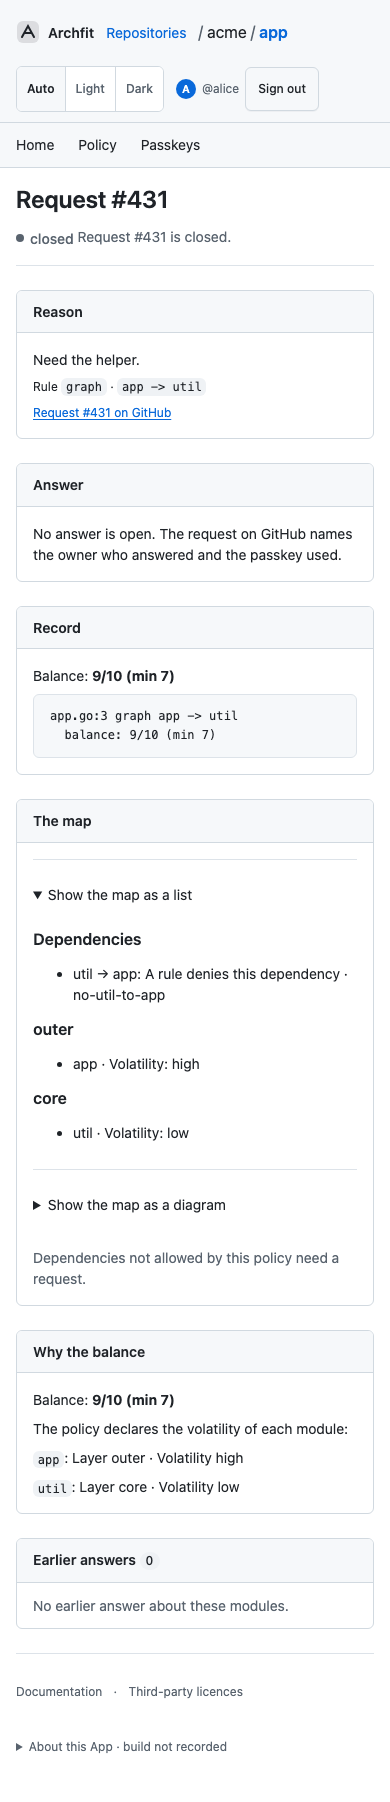 Archfit Repositories / acme / app
Auto Light Dark A @alice Sign out
Home Policy Passkeys
Request #431
closed Request #431 is closed.
Reason
Need the helper.
Rule graph · app -> util
Request #431 on GitHub
Answer
No answer is open. The request on GitHub names
the owner who answered and the passkey used.
Record
Balance: 9/10 (min 7)
app.go:3 graph app -> util
balance: 9/10 (min 7)
The map
Show the map as a list
Dependencies
util → app: A rule denies this dependency ·
no-util-to-app
outer
app · Volatility: high
core
util · Volatility: low
Show the map as a diagram
Dependencies not allowed by this policy need a
request.
Why the balance
Balance: 9/10 (min 7)
The policy declares the volatility of each module:
app: Layer outer · Volatility high
util: Layer core · Volatility low
Earlier answers 0
No earlier answer about these modules.
Documentation · Third-party licences
About this App · build not recorded